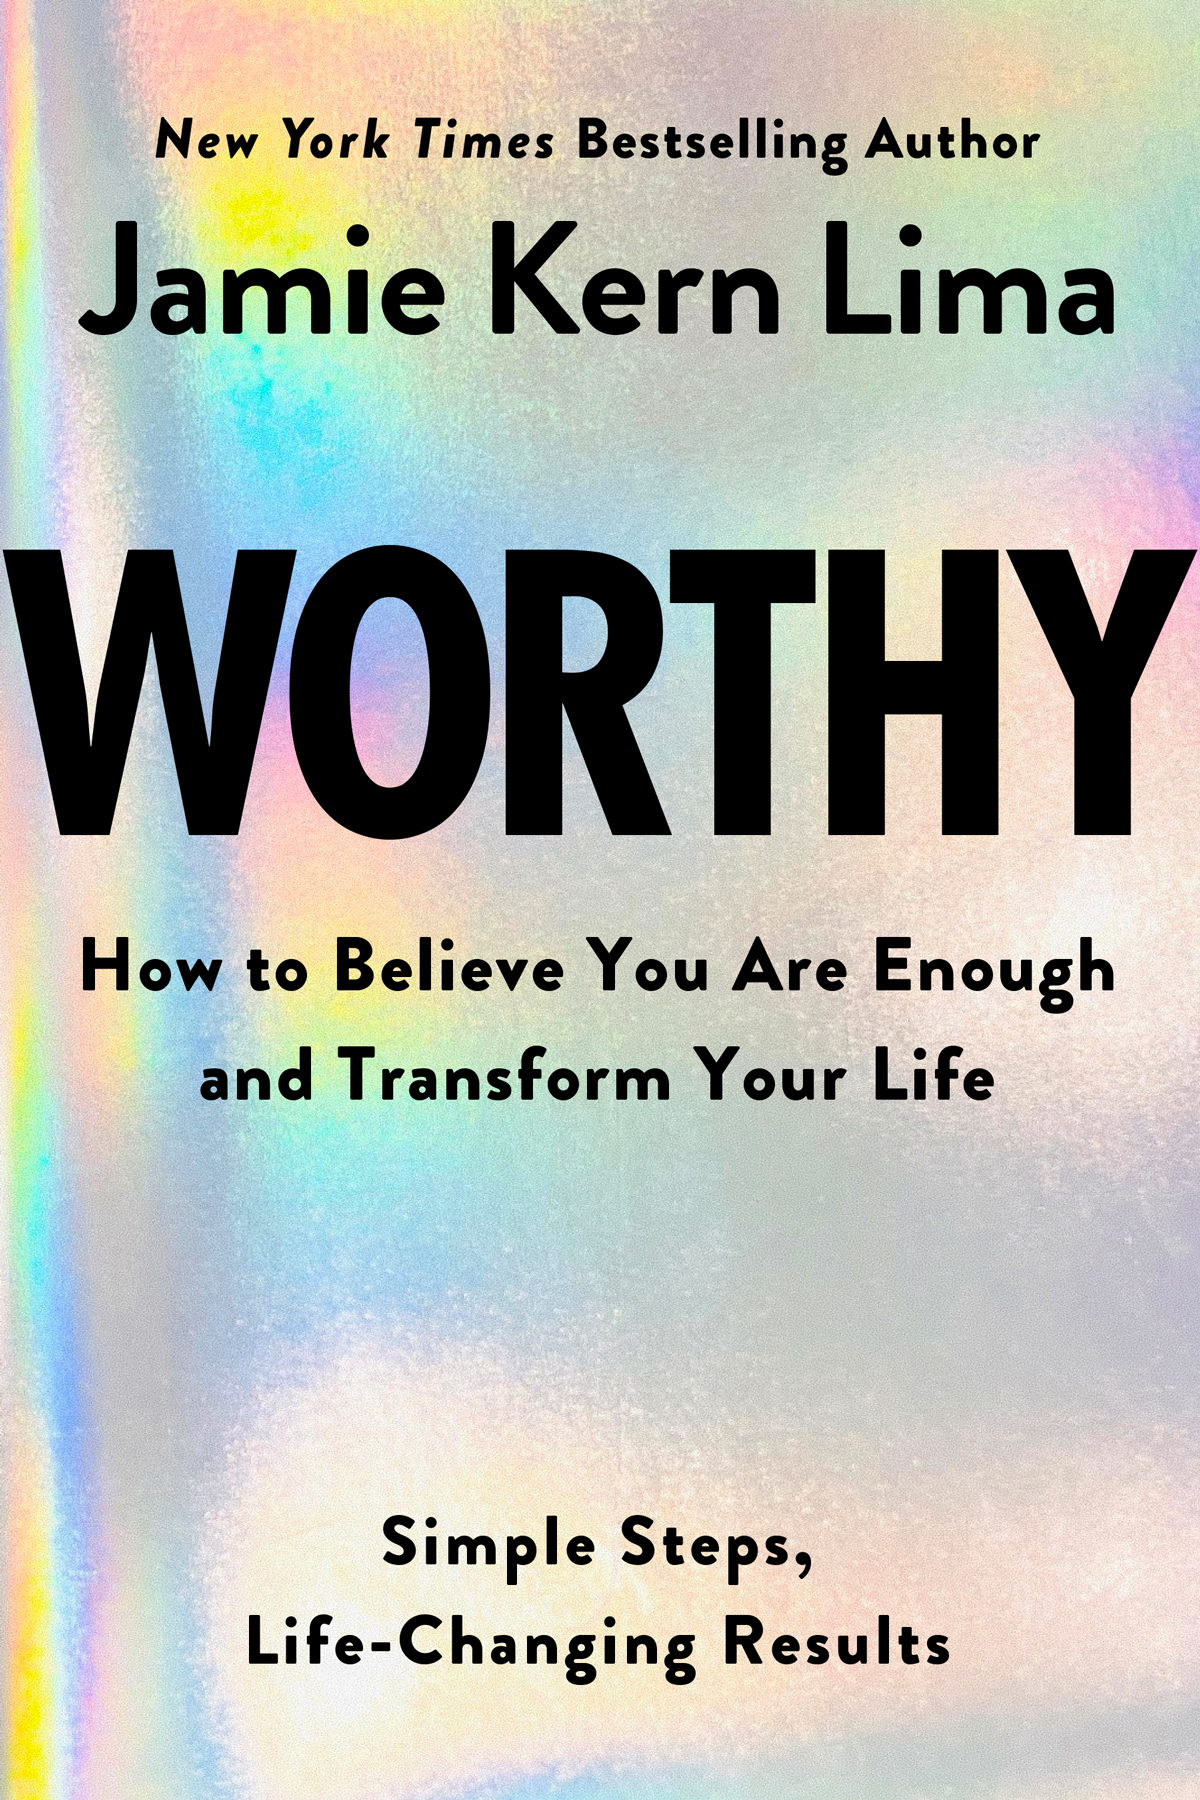 New York Times Bestselling Author
Jamie Kern Lima
WORTHY
How to Believe You Are Enough
and Transform Your Life
Simple Steps,
Life-Changing Results